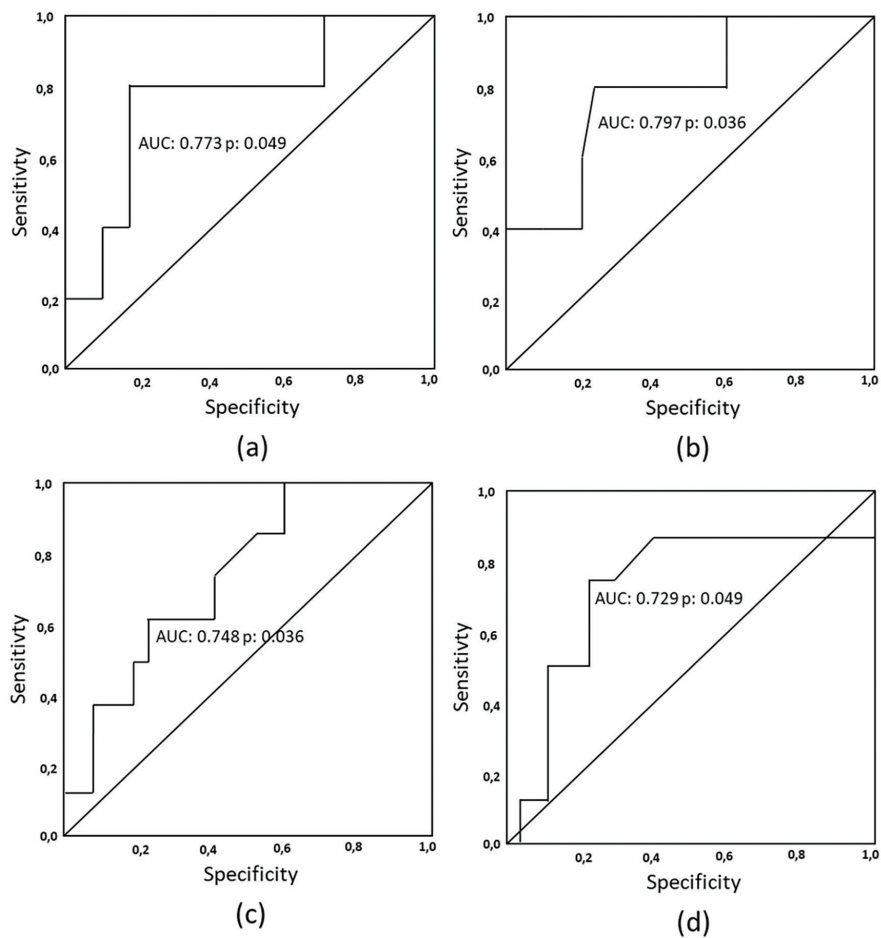 1,0
0,8
0,6
0,4
0,2
0,0
Sensitivty
AUC: 0.773 p: 0.049
0,2 0,4 0,6 0,8 1,0
Specificity
(a)
1,0
0,8
0,6
0,4
0,2
0,0
Sensitivty
AUC: 0.797 p: 0.036
0,2 0,4 0,6 0,8 1,0
Specificity
(b)
1,0
0,8
0,6
0,4
0,2
0,0
Sensitivty
AUC: 0.748 p: 0.036
0,2 0,4 0,6 0,8 1,0
Specificity
(c)
1,0
0,8
0,6
0,4
0,2
0,0
Sensitivty
AUC: 0.729 p: 0.049
0,2 0,4 0,6 0,8 1,0
Specificity
(d)